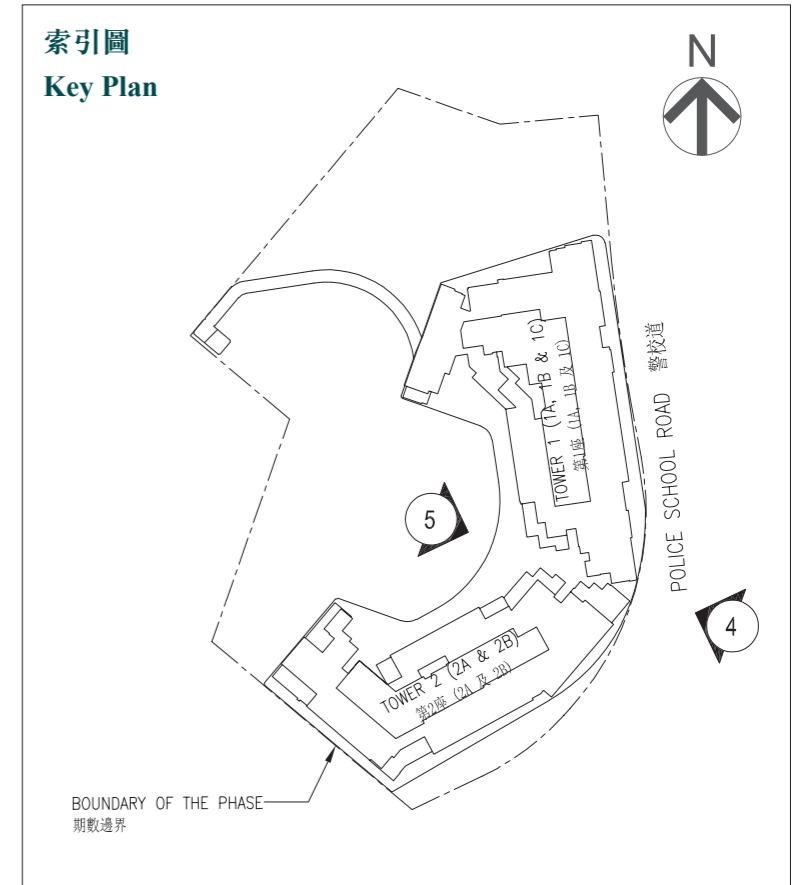 索引圖
Key Plan
N
TOWER 1 (1A, 1B & 1C)
第1座 (1A, 1B 及 1C)
POLICE SCHOOL ROAD 警校道
5
4
TOWER 2 (2A & 2B)
第2座 (2A 及 2B)
BOUNDARY OF THE PHASE
期數邊界